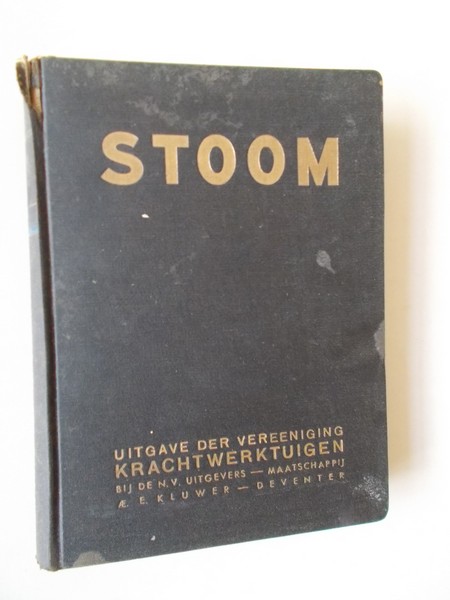 STOOM
UITGAVE DER VEREENIGING
KRACHTWERKTUIGEN
BIJ DE N.V. UITGEVERS — MAATSCHAPPIJ
Æ. E. KLUWER — DEVENTER